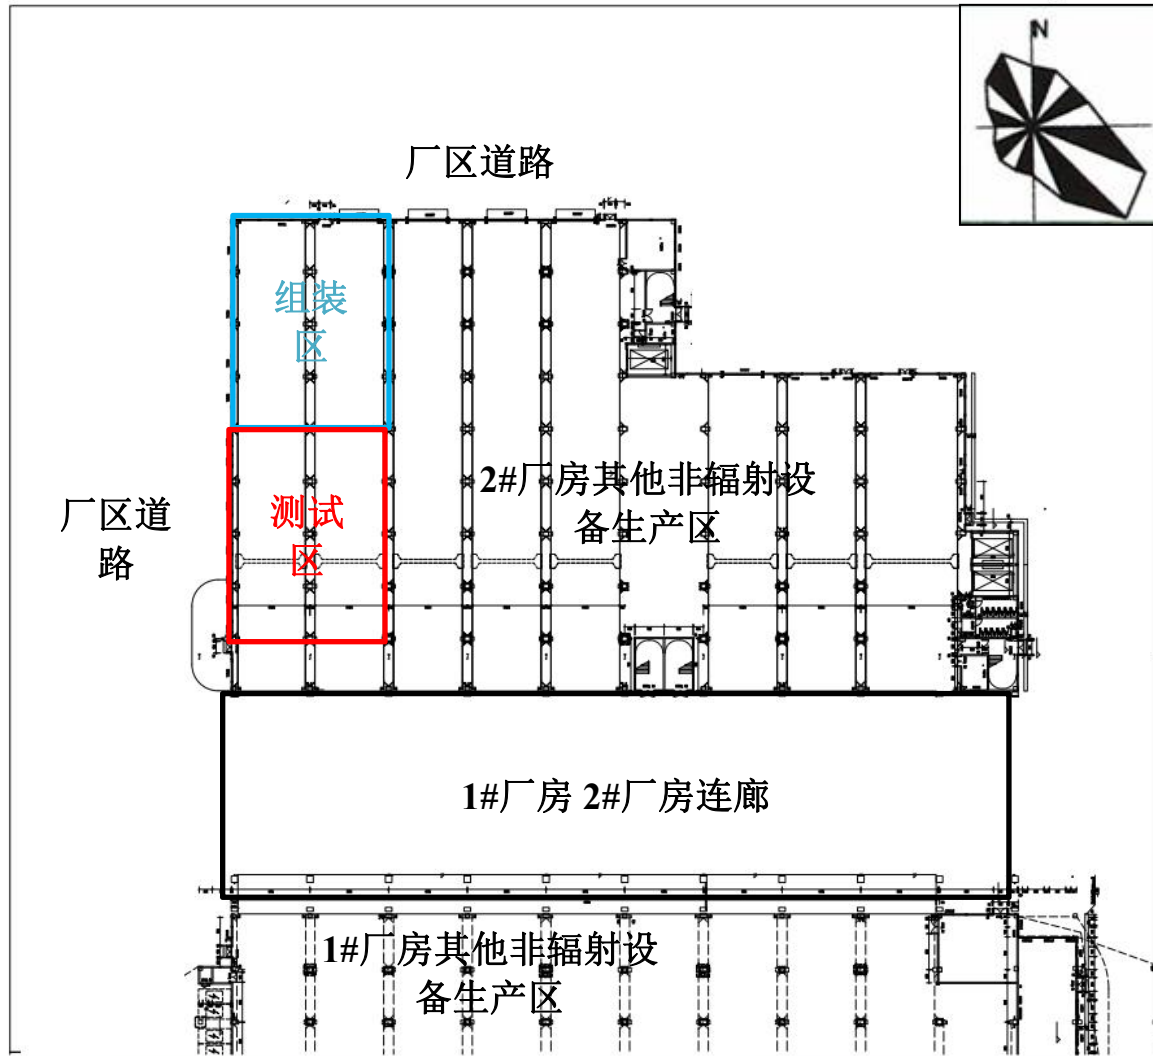 N
厂区道路
组装
区
2#厂房其他非辐射设
备生产区
测试
区
厂区道
路
1#厂房 2#厂房连廊
1#厂房其他非辐射设
备生产区